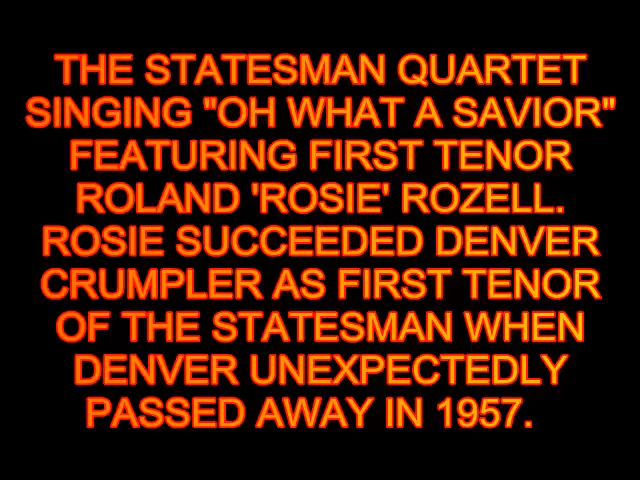 THE STATESMAN QUARTET
SINGING "OH WHAT A SAVIOR"
FEATURING FIRST TENOR
ROLAND 'ROSIE' ROZELL.
ROSIE SUCCEEDED DENVER
CRUMPLER AS FIRST TENOR
OF THE STATESMAN WHEN
DENVER UNEXPECTEDLY
PASSED AWAY IN 1957.